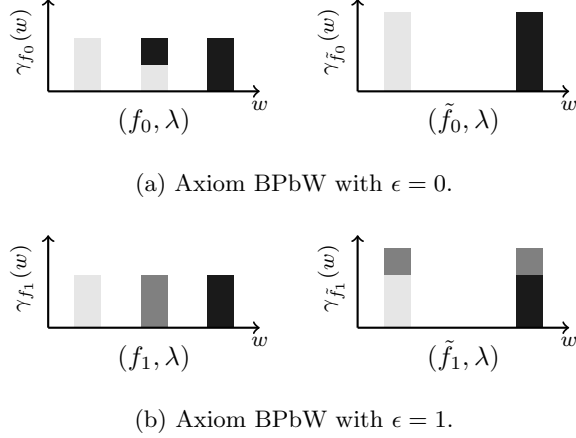 γ_{f_0}(w)
w
(f_0, λ)
γ_{\tilde{f}_0}(w)
w
(\tilde{f}_0, λ)
(a) Axiom BPbW with ϵ = 0.
γ_{f_1}(w)
w
(f_1, λ)
γ_{\tilde{f}_1}(w)
w
(\tilde{f}_1, λ)
(b) Axiom BPbW with ϵ = 1.